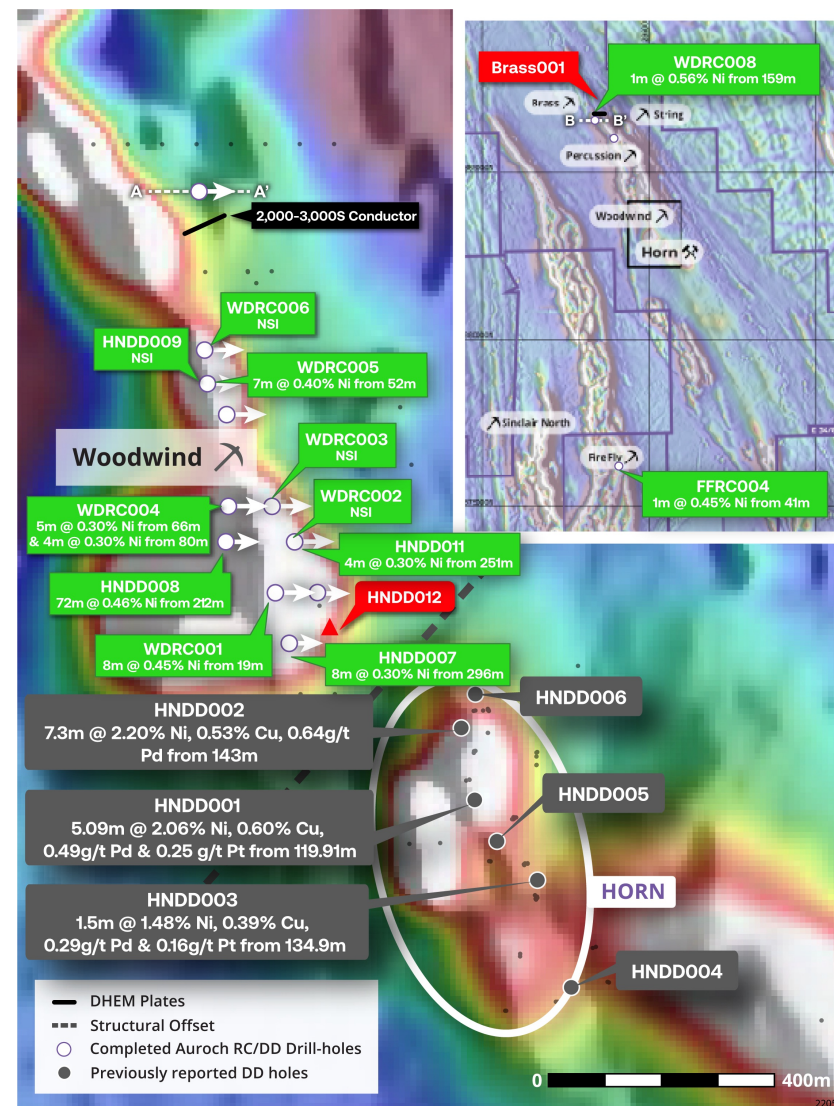 Brass001
WDRC008
1m @ 0.56% Ni from 159m
Brass
B
B'
String
Percussion
Woodwind
Horn
Sinclair North
FireFly
FFRC004
1m @ 0.45% Ni from 41m
A
A'
2,000-3,000S Conductor
WDRC006
NSI
HNDD009
NSI
WDRC005
7m @ 0.40% Ni from 52m
Woodwind
WDRC003
NSI
WDRC004
5m @ 0.30% Ni from 66m
& 4m @ 0.30% Ni from 80m
WDRC002
NSI
HNDD011
4m @ 0.30% Ni from 251m
HNDD008
72m @ 0.46% Ni from 212m
HNDD012
WDRC001
8m @ 0.45% Ni from 19m
HNDD007
8m @ 0.30% Ni from 296m
HNDD006
HNDD002
7.3m @ 2.20% Ni, 0.53% Cu, 0.64g/t
Pd from 143m
HNDD005
HNDD001
5.09m @ 2.06% Ni, 0.60% Cu,
0.49g/t Pd & 0.25 g/t Pt from 119.91m
HORN
HNDD003
1.5m @ 1.48% Ni, 0.39% Cu,
0.29g/t Pd & 0.16g/t Pt from 134.9m
HNDD004
DHEM Plates
Structural Offset
Completed Auroch RC/DD Drill-holes
Previously reported DD holes
0
400m